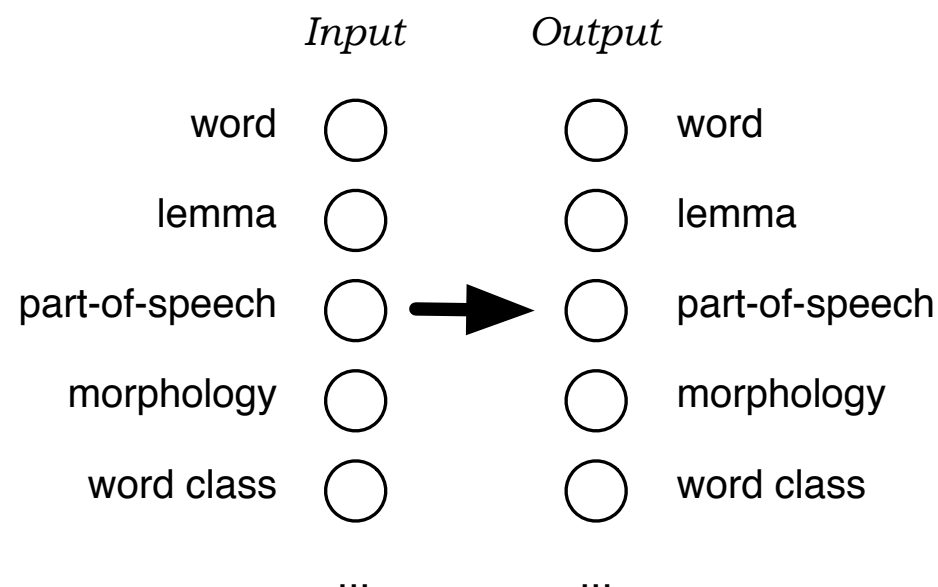 Input Output
word word
lemma lemma
part-of-speech part-of-speech
morphology morphology
word class word class
... ...